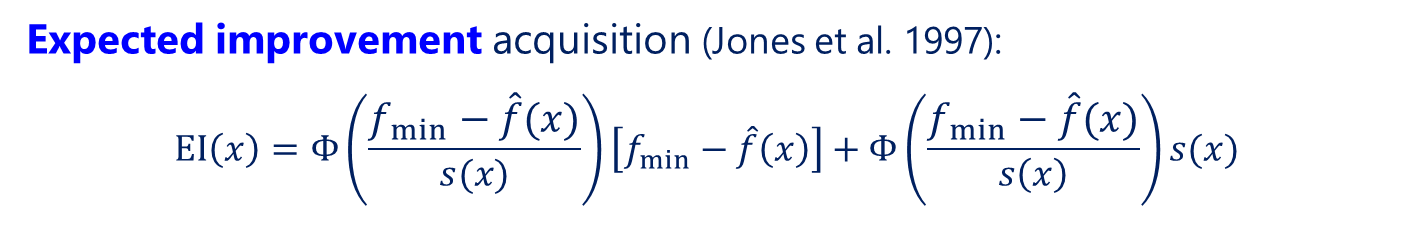 Expected improvement acquisition (Jones et al. 1997):
EI(x) = Φ((f_min − f̂(x))/s(x)) [f_min − f̂(x)] + Φ((f_min − f̂(x))/s(x)) s(x)